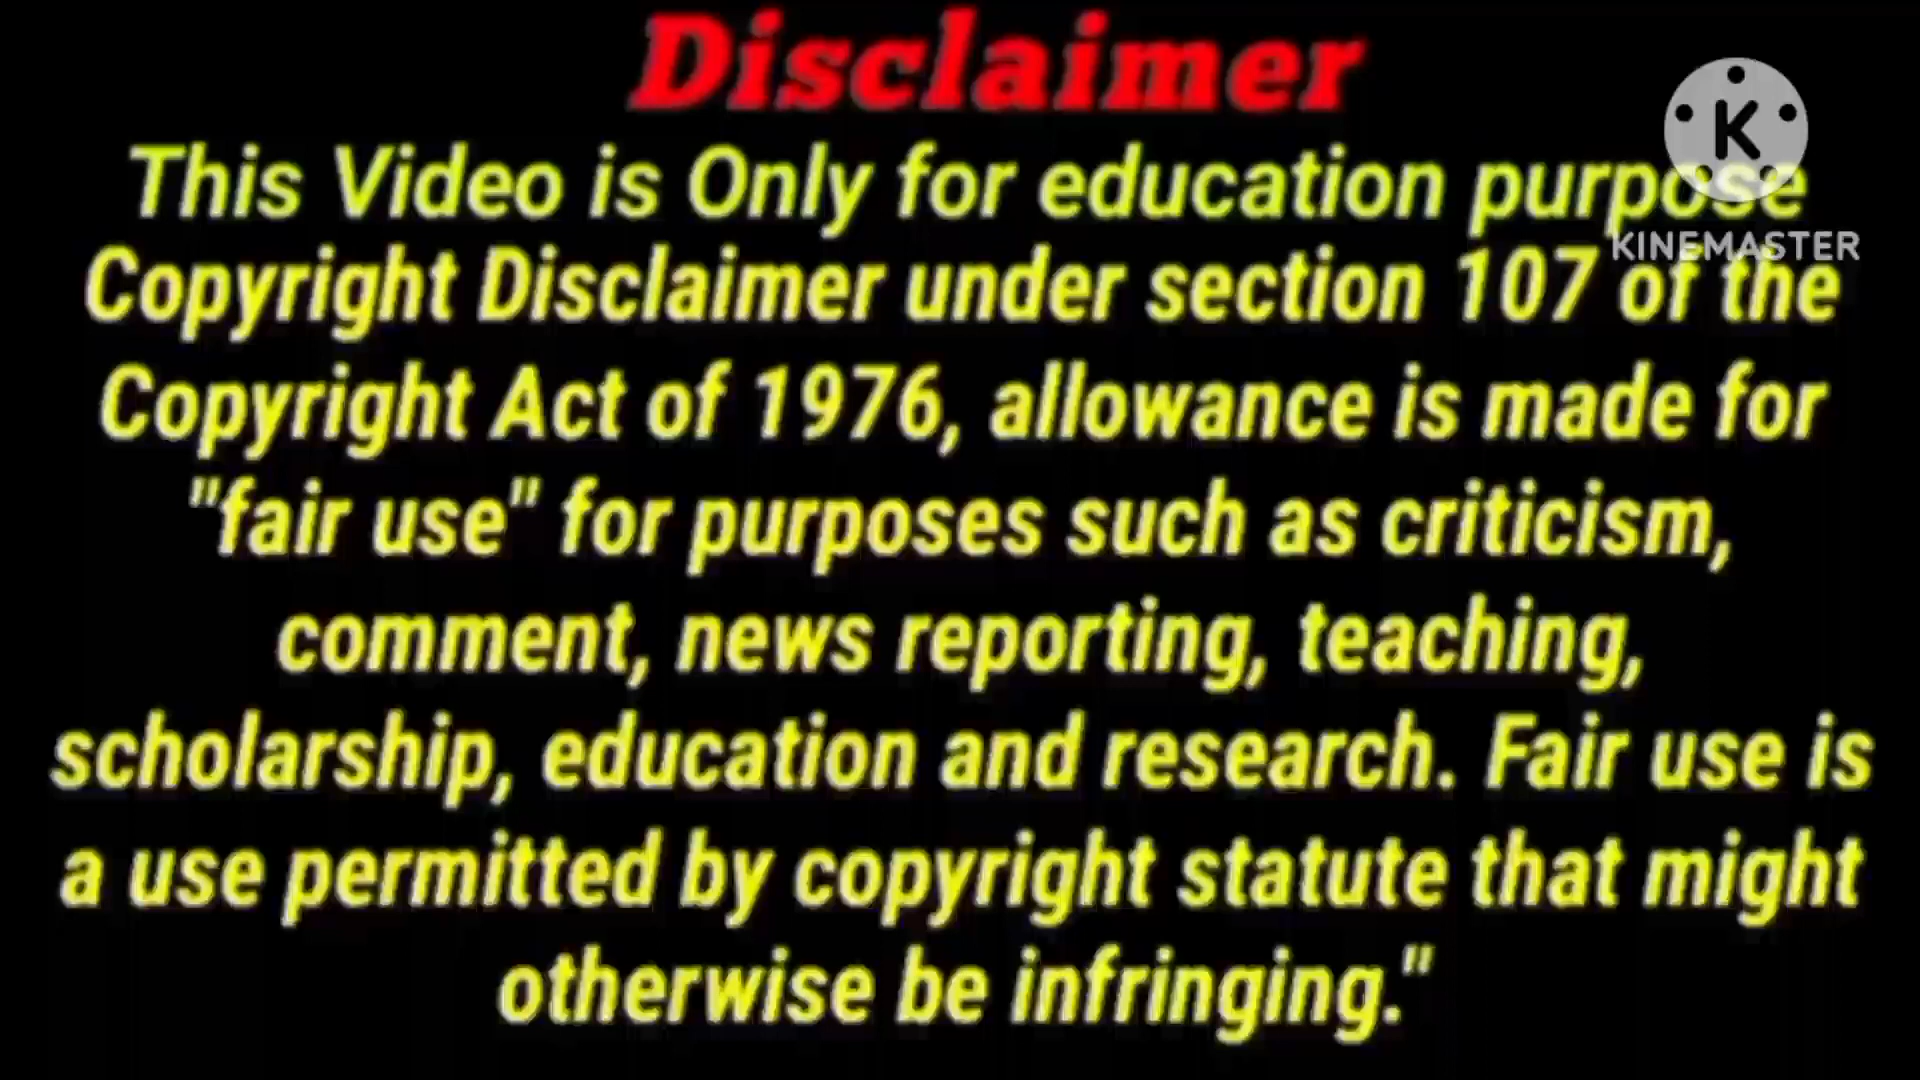 Disclaimer
This Video is Only for education purpose
K
KINEMASTER
Copyright Disclaimer under section 107 of the
Copyright Act of 1976, allowance is made for
"fair use" for purposes such as criticism,
comment, news reporting, teaching,
scholarship, education and research. Fair use is
a use permitted by copyright statute that might
otherwise be infringing."